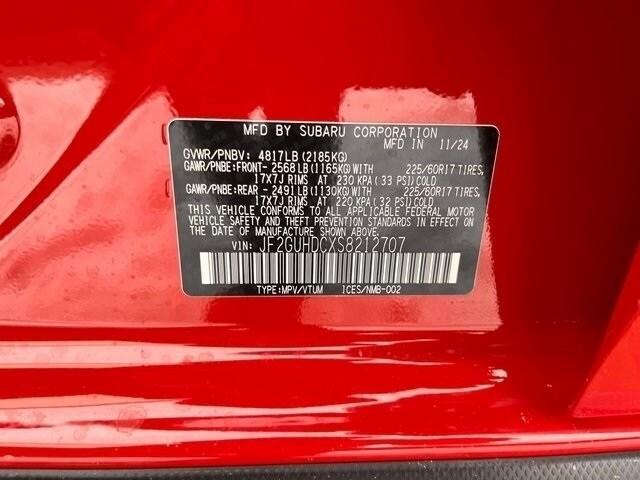 MFD BY SUBARU CORPORATION
MFD IN 11/24
GVWR/PNBV: 4817LB (2185KG)
GAWR/PNBE:FRONT- 2568LB(1165KG)WITH 225/60R17 TIRES,
17X7J RIMS AT 230 KPA(33 PSI)COLD
GAWR/PNBE:REAR - 2491LB(1130KG)WITH 225/60R17 TIRES,
17X7J RIMS AT 220 KPA(32 PSI)COLD
THIS VEHICLE CONFORMS TO ALL APPLICABLE FEDERAL MOTOR
VEHICLE SAFETY AND THEFT PREVENTION STANDARDS IN EFFECT ON
THE DATE OF MANUFACTURE SHOWN ABOVE.
VIN: JF2GUHDCXS8212707
TYPE:MPV/VTUM ICES/NMB-002